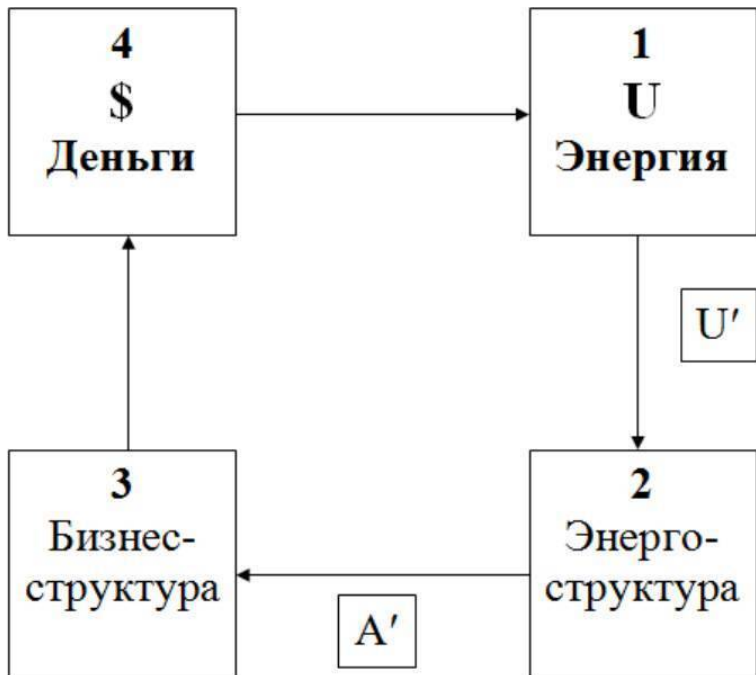 4
$
Деньги
1
U
Энергия
U′
3
Бизнес-
структура
2
Энерго-
структура
A′